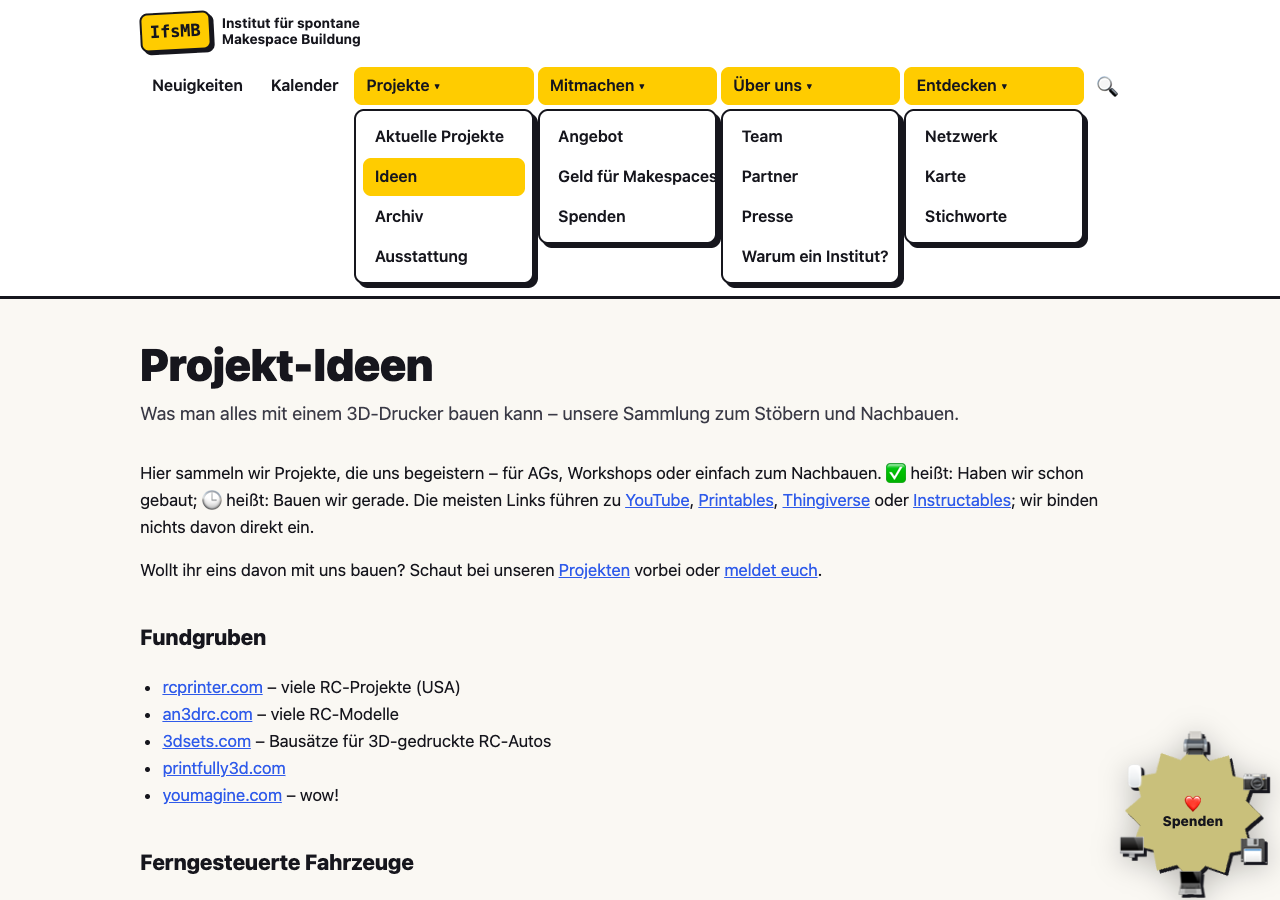 IfsMB
Institut für spontane
Makespace Buildung
Neuigkeiten
Kalender
Projekte ▾
Mitmachen ▾
Über uns ▾
Entdecken ▾
Aktuelle Projekte
Ideen
Archiv
Ausstattung
Angebot
Geld für Makespaces
Spenden
Team
Partner
Presse
Warum ein Institut?
Netzwerk
Karte
Stichworte
Projekt-Ideen
Was man alles mit einem 3D-Drucker bauen kann – unsere Sammlung zum Stöbern und Nachbauen.
Hier sammeln wir Projekte, die uns begeistern – für AGs, Workshops oder einfach zum Nachbauen. ✅ heißt: Haben wir schon
gebaut; 🕒 heißt: Bauen wir gerade. Die meisten Links führen zu YouTube, Printables, Thingiverse oder Instructables; wir binden
nichts davon direkt ein.
Wollt ihr eins davon mit uns bauen? Schaut bei unseren Projekten vorbei oder meldet euch.
Fundgruben
• rcprinter.com – viele RC-Projekte (USA)
• an3drc.com – viele RC-Modelle
• 3dsets.com – Bausätze für 3D-gedruckte RC-Autos
• printfully3d.com
• youmagine.com – wow!
Ferngesteuerte Fahrzeuge
Spenden